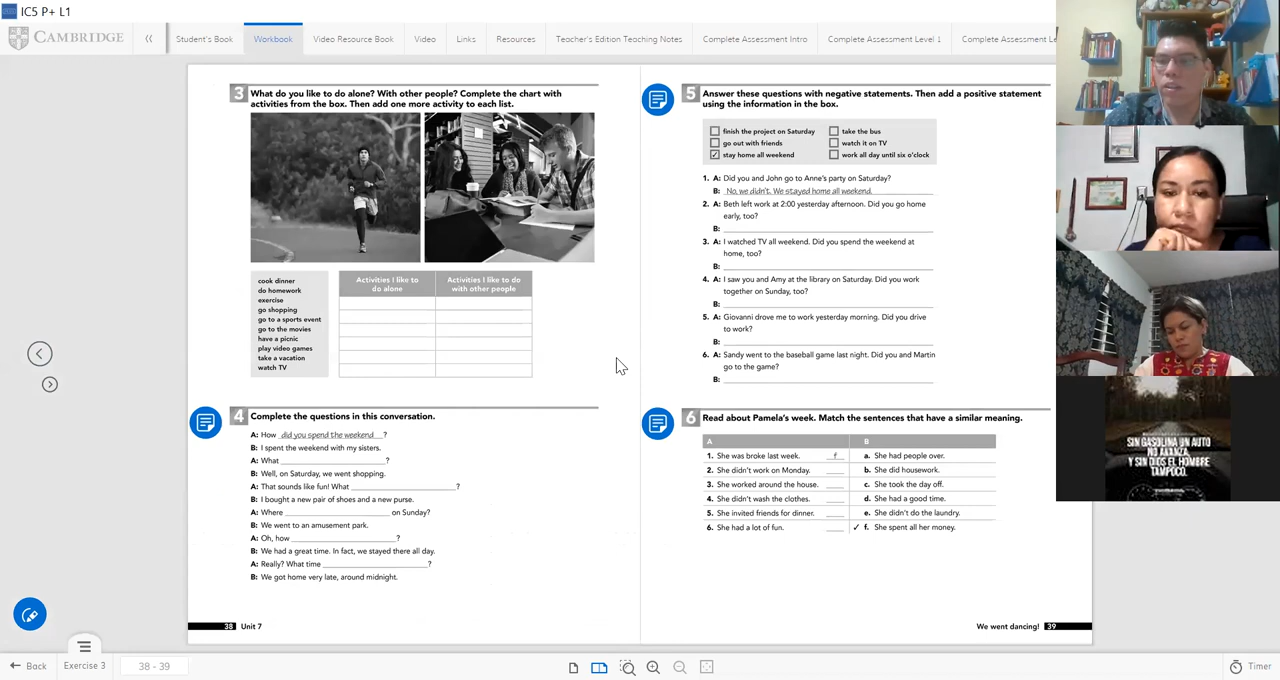 IC5 P+ L1
CAMBRIDGE
Student's Book
Workbook
Video Resource Book
Video
Links
Resources
Teacher's Edition Teaching Notes
Complete Assessment Intro
Complete Assessment Level 1
Complete Assessment Le
3 What do you like to do alone? With other people? Complete the chart with
activities from the box. Then add one more activity to each list.
cook dinner
do homework
exercise
go shopping
go to a sports event
go to the movies
have a picnic
play video games
take a vacation
watch TV
Activities I like to
do alone
Activities I like to do
with other people
4 Complete the questions in this conversation.
A: How did you spend the weekend ?
B: I spent the weekend with my sisters.
A: What ?
B: Well, on Saturday, we went shopping.
A: That sounds like fun! What ?
B: I bought a new pair of shoes and a new purse.
A: Where on Sunday?
B: We went to an amusement park.
A: Oh, how ?
B: We had a great time. In fact, we stayed there all day.
A: Really? What time ?
B: We got home very late, around midnight.
38 Unit 7
5 Answer these questions with negative statements. Then add a positive statement
using the information in the box.
finish the project on Saturday
go out with friends
✓ stay home all weekend
take the bus
watch it on TV
work all day until six o'clock
1. A: Did you and John go to Anne's party on Saturday?
B: No, we didn't. We stayed home all weekend.
2. A: Beth left work at 2:00 yesterday afternoon. Did you go home
early, too?
B:
3. A: I watched TV all weekend. Did you spend the weekend at
home, too?
B:
4. A: I saw you and Amy at the library on Saturday. Did you work
together on Sunday, too?
B:
5. A: Giovanni drove me to work yesterday morning. Did you drive
to work?
B:
6. A: Sandy went to the baseball game last night. Did you and Martin
go to the game?
B:
6 Read about Pamela's week. Match the sentences that have a similar meaning.
A
B
1. She was broke last week. f
a. She had people over.
2. She didn't work on Monday.
b. She did housework.
3. She worked around the house.
c. She took the day off.
4. She didn't wash the clothes.
d. She had a good time.
5. She invited friends for dinner.
e. She didn't do the laundry.
6. She had a lot of fun.
✓ f. She spent all her money.
We went dancing! 39
SIN GASOLINA UN AUTO
NO AVANZA,
Y SIN DIOS EL HOMBRE
TAMPOCO.
Back
Exercise 3
38 - 39
Timer